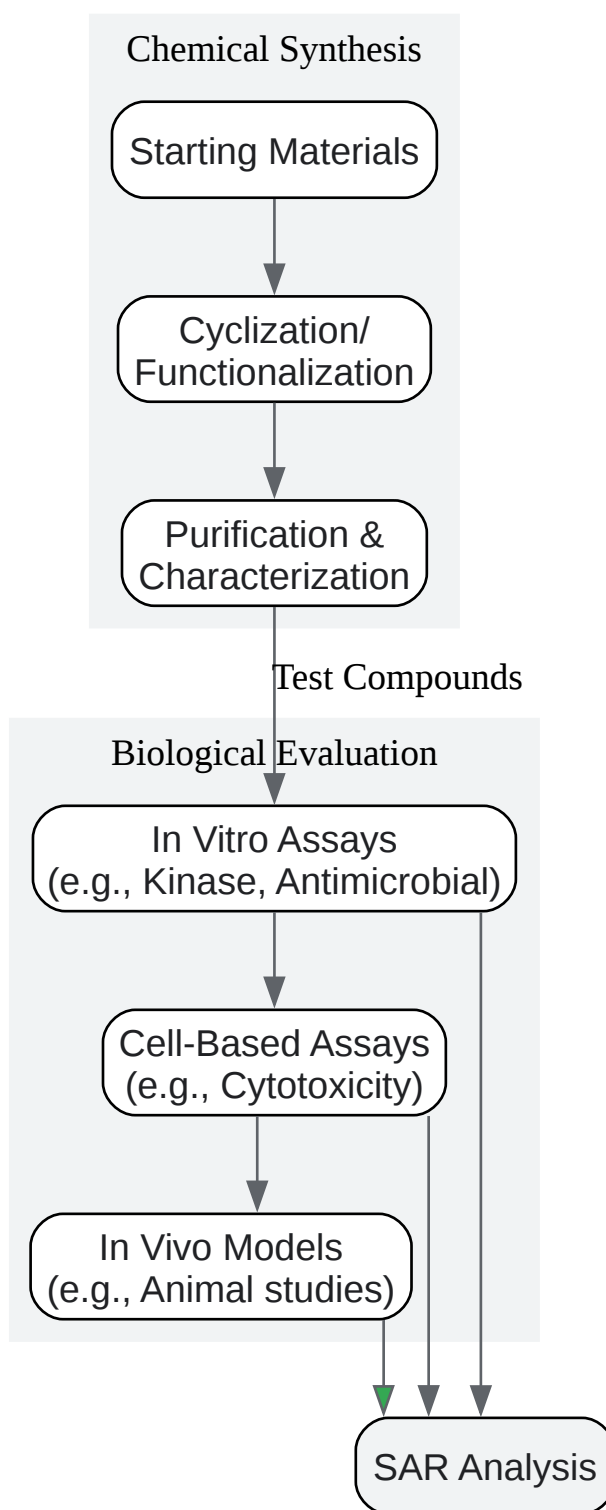 Chemical Synthesis
Starting Materials
Cyclization/
Functionalization
Purification &
Characterization
Test Compounds
Biological Evaluation
In Vitro Assays
(e.g., Kinase, Antimicrobial)
Cell-Based Assays
(e.g., Cytotoxicity)
In Vivo Models
(e.g., Animal studies)
SAR Analysis